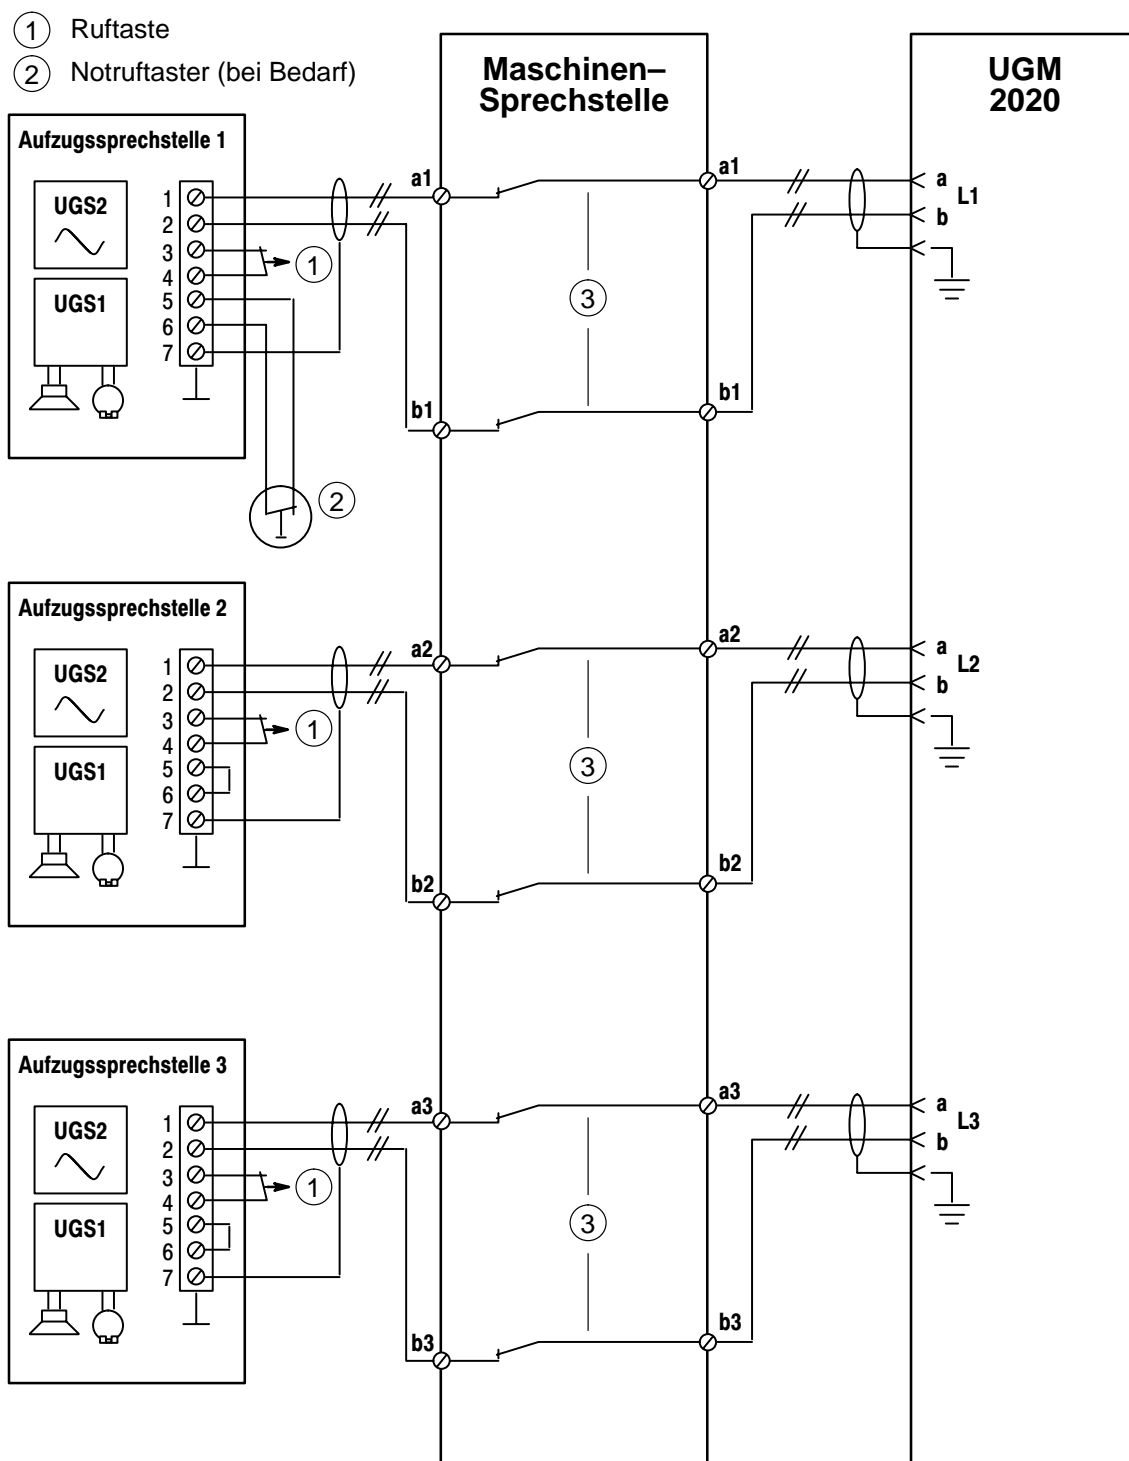 1 Ruftaste
2 Notruftaster (bei Bedarf)
Maschinen–
Sprechstelle
UGM
2020
Aufzugssprechstelle 1
UGS2
UGS1
1
2
3
4
5
6
7
1
2
a1
b1
3
a1
b1
a
b
L1
Aufzugssprechstelle 2
UGS2
UGS1
1
2
3
4
5
6
7
1
a2
b2
3
a2
b2
a
b
L2
Aufzugssprechstelle 3
UGS2
UGS1
1
2
3
4
5
6
7
1
a3
b3
3
a3
b3
a
b
L3